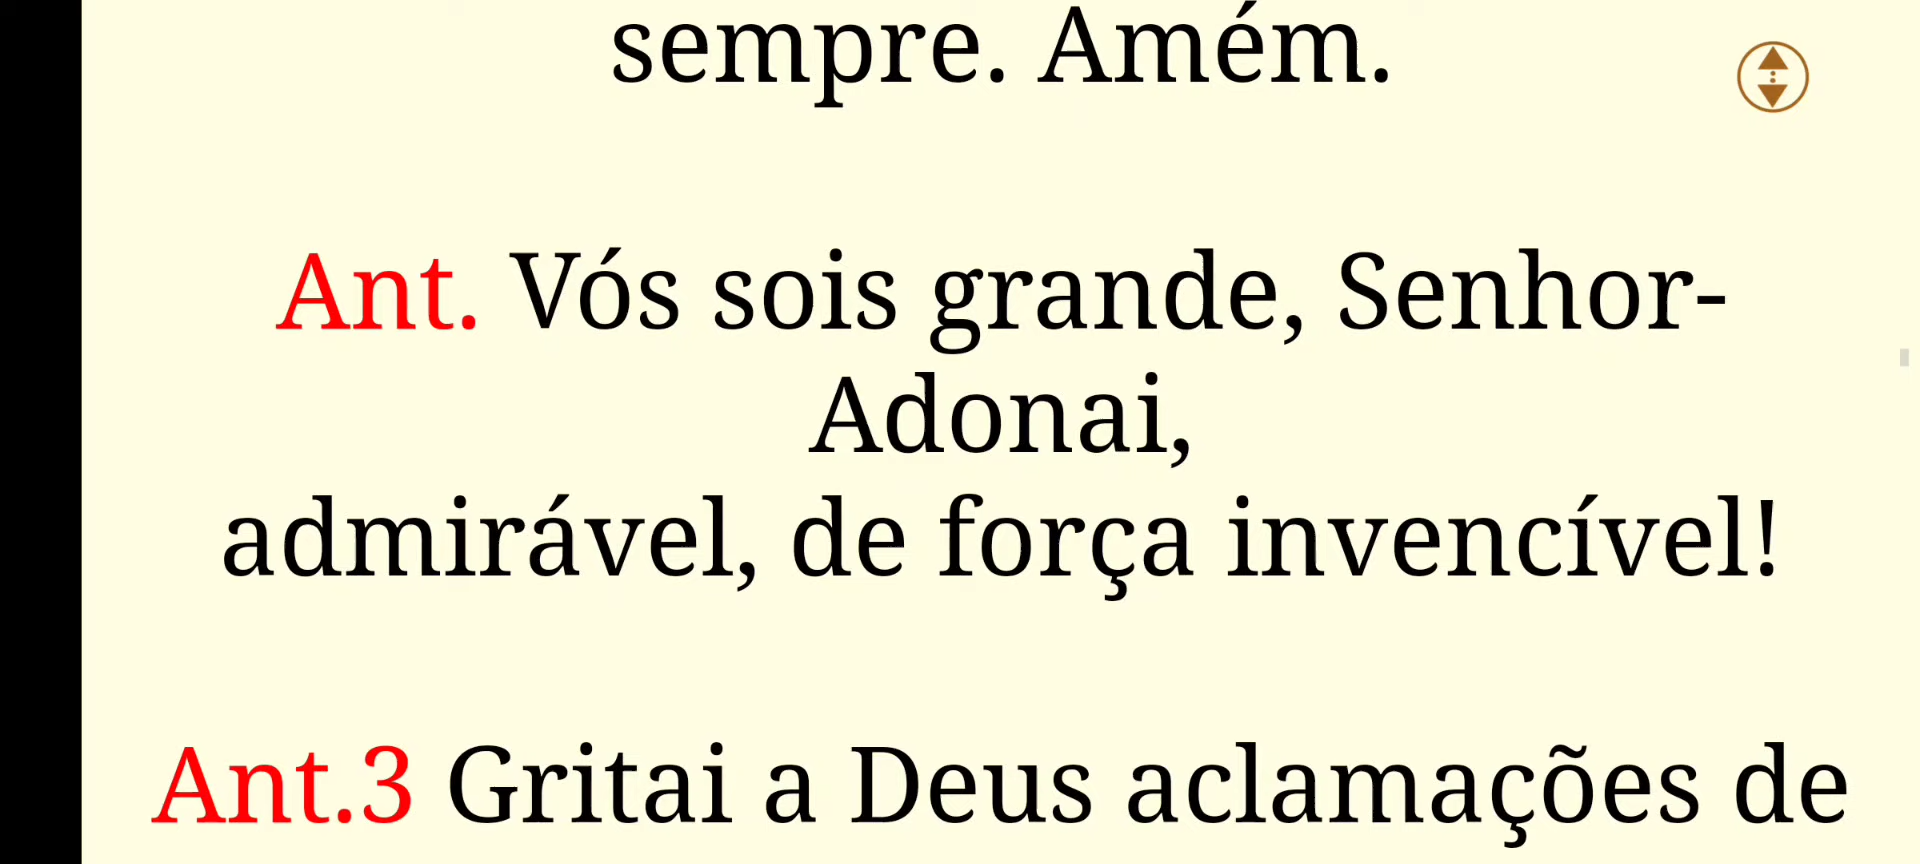 sempre. Amém.
Ant. Vós sois grande, Senhor-
Adonai,
admirável, de força invencível!
Ant.3 Gritai a Deus aclamações de